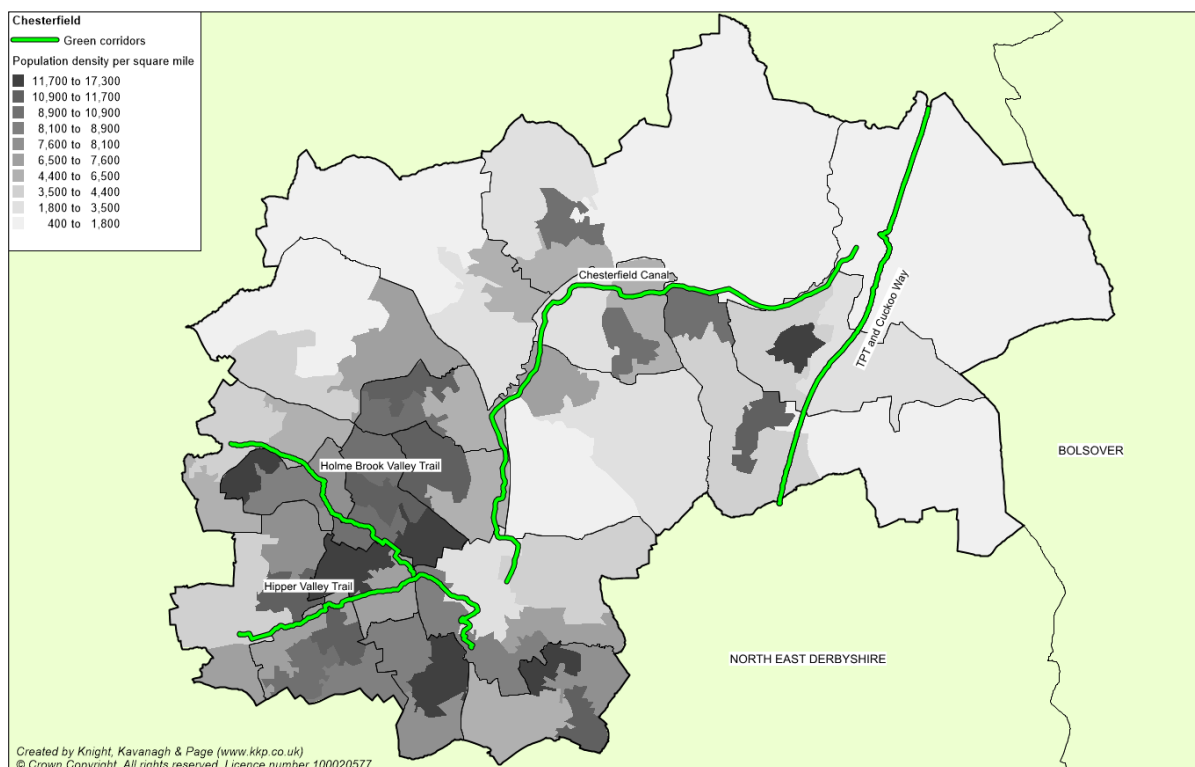 Chesterfield
Green corridors
Population density per square mile
11,700 to 17,300
10,900 to 11,700
8,900 to 10,900
8,100 to 8,900
7,600 to 8,100
6,500 to 7,600
4,400 to 6,500
3,500 to 4,400
1,800 to 3,500
400 to 1,800
Chesterfield Canal
TPT and Cuckoo Way
Holme Brook Valley Trail
BOLSOVER
Hipper Valley Trail
NORTH EAST DERBYSHIRE
Created by Knight, Kavanagh & Page (www.kkp.co.uk)
© Crown Copyright. All rights reserved. Licence number 100020577.